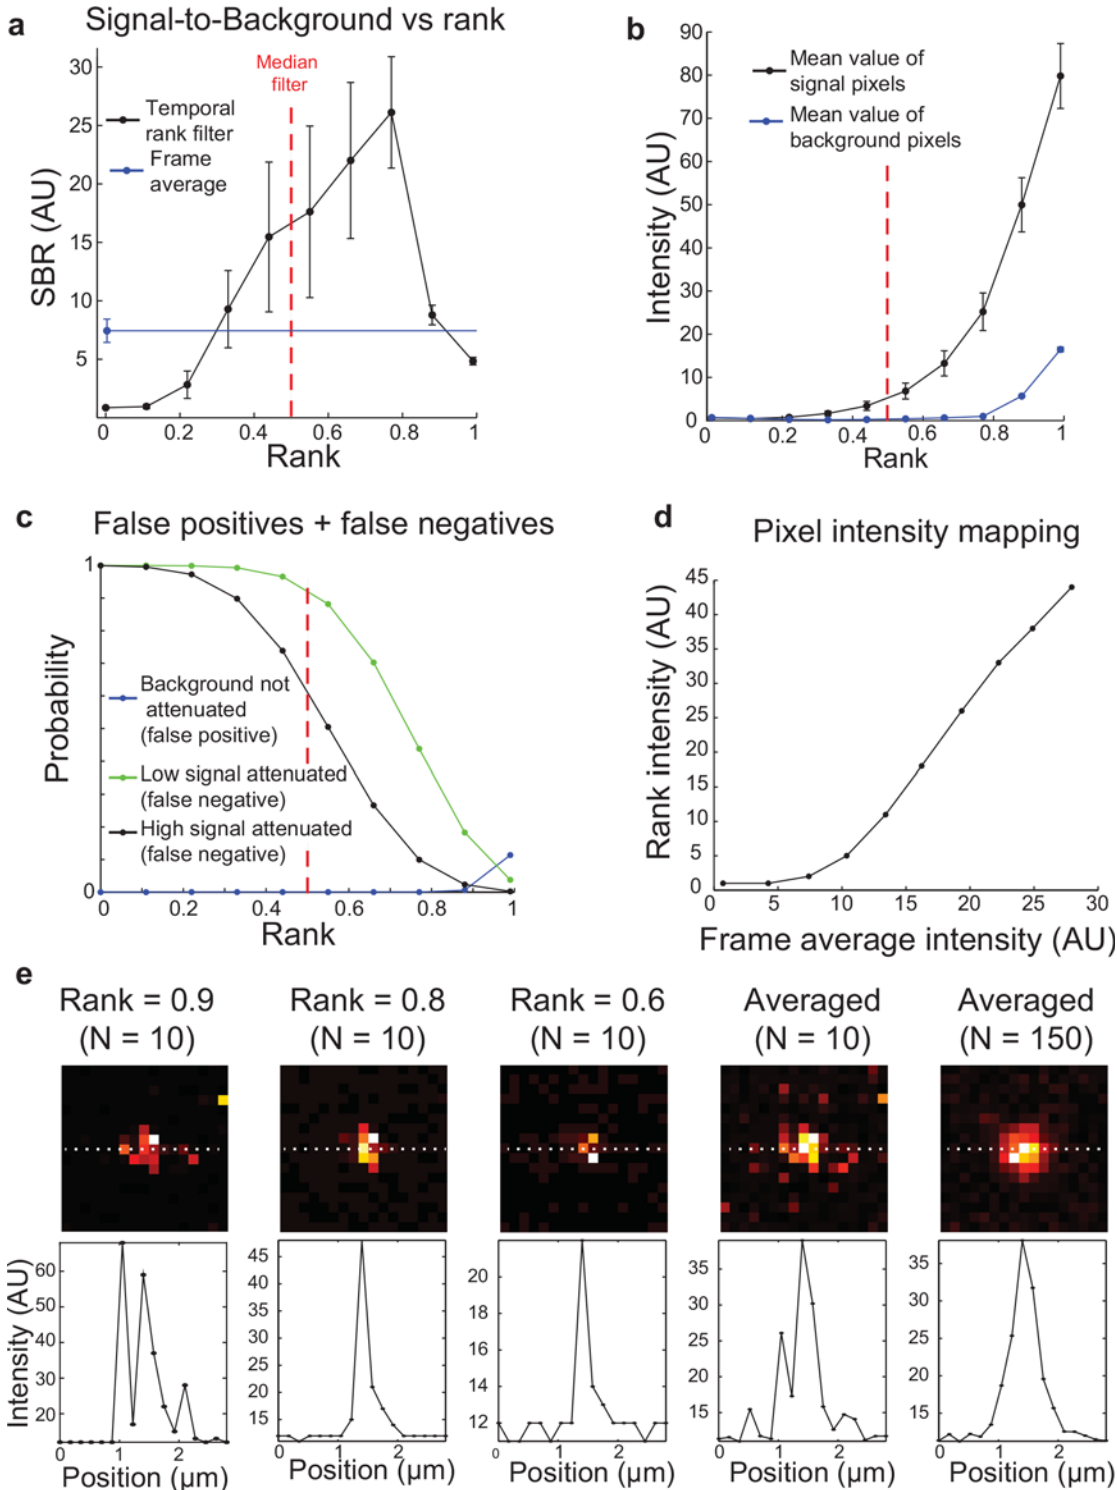 a
Signal-to-Background vs rank
30
25
20
15
10
5
SBR (AU)
Median
filter
Temporal
rank filter
Frame
average
0
0.2
0.4
0.6
0.8
1
Rank
b
90
80
70
60
50
40
30
20
10
0
Intensity (AU)
Mean value of
signal pixels
Mean value of
background pixels
0
0.2
0.4
0.6
0.8
1
Rank
c
False positives + false negatives
1
0
Probability
Background not
attenuated
(false positive)
Low signal attenuated
(false negative)
High signal attenuated
(false negative)
0
0.2
0.4
0.6
0.8
1
Rank
d
Pixel intensity mapping
45
40
35
30
25
20
15
10
5
0
Rank intensity (AU)
0
5
10
15
20
25
30
Frame average intensity (AU)
e
Rank = 0.9
(N = 10)
Rank = 0.8
(N = 10)
Rank = 0.6
(N = 10)
Averaged
(N = 10)
Averaged
(N = 150)
Intensity (AU)
60
50
40
30
20
0
1
2
Position (µm)
45
40
35
30
25
20
15
0
1
2
Position (µm)
20
18
16
14
12
0
1
2
Position (µm)
35
30
25
20
15
0
1
2
Position (µm)
35
30
25
20
15
0
1
2
Position (µm)